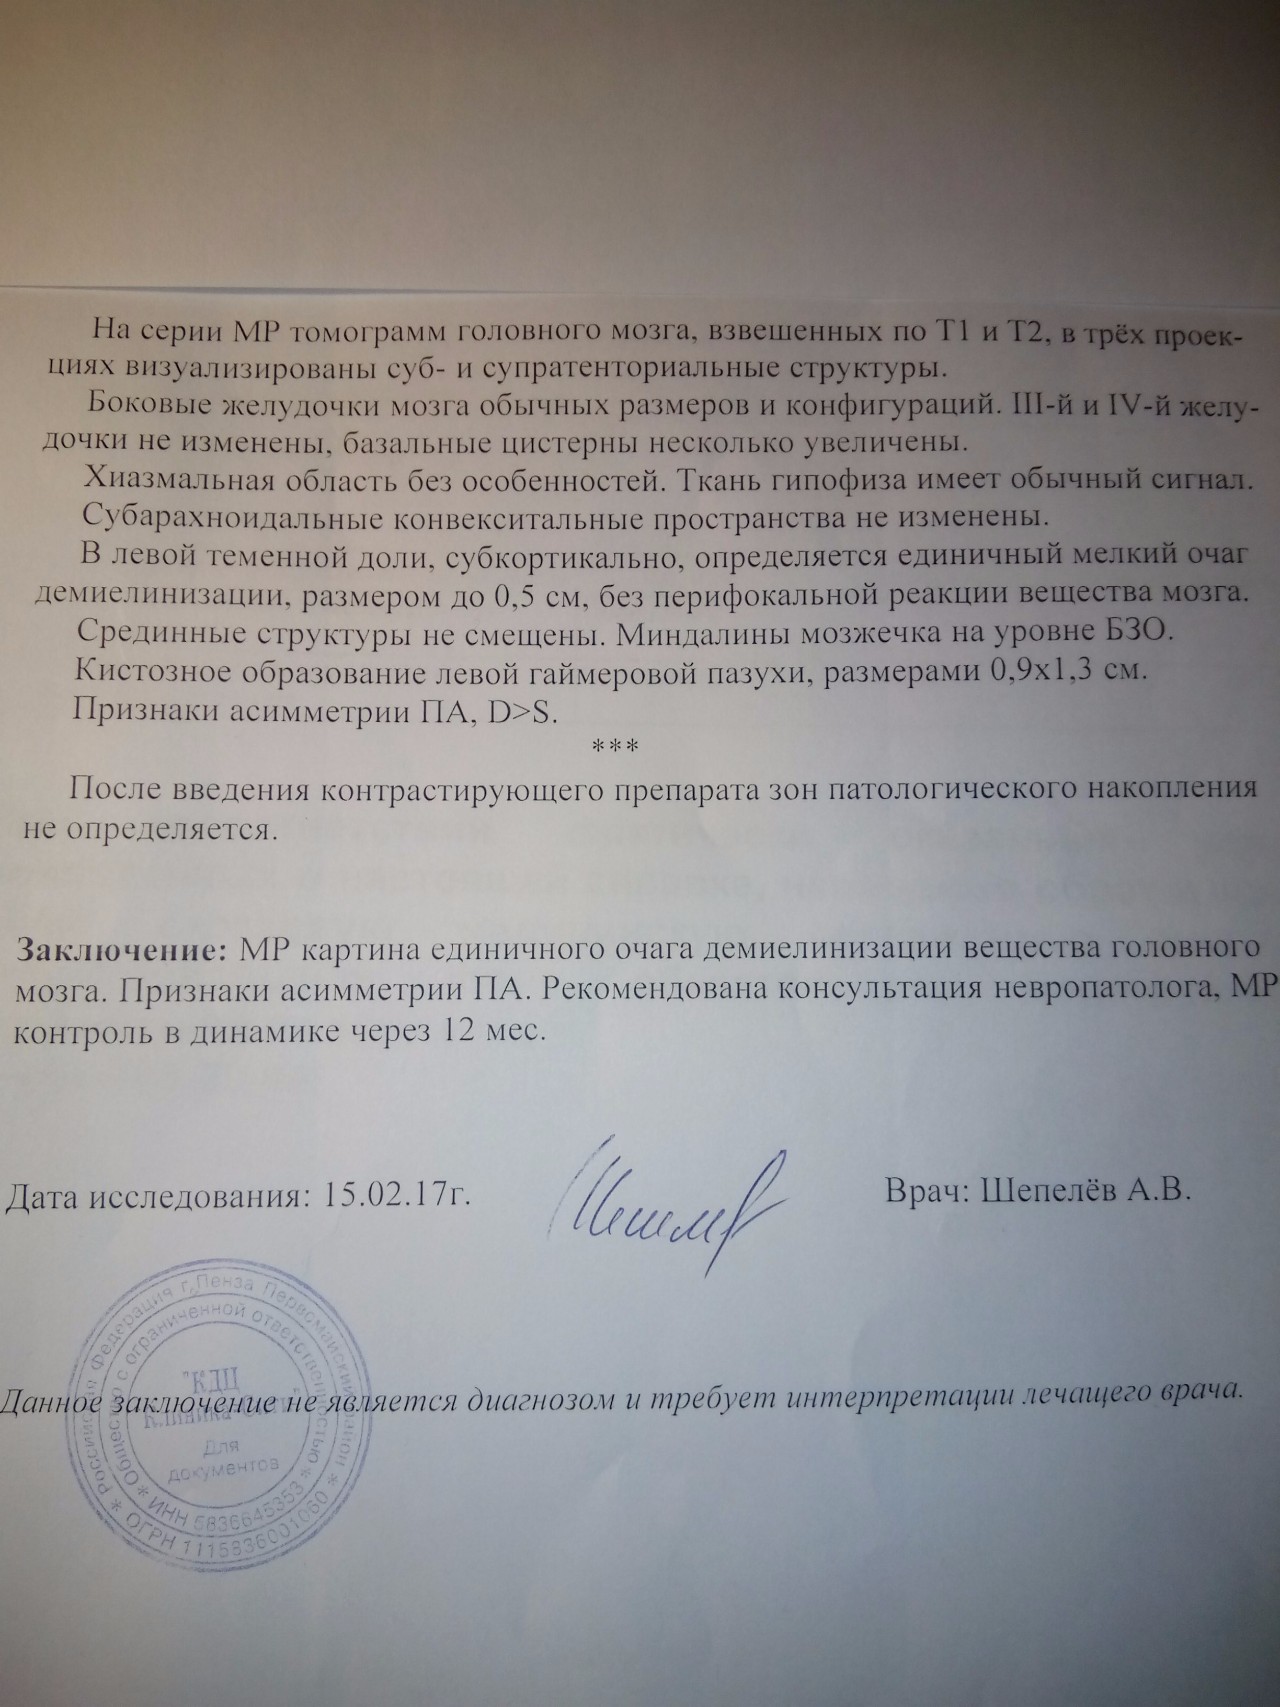 На серии МР томограмм головного мозга, взвешенных по Т1 и Т2, в трёх проек-
циях визуализированы суб- и супратенториальные структуры.
Боковые желудочки мозга обычных размеров и конфигураций. III-й и IV-й желу-
дочки не изменены, базальные цистерны несколько увеличены.
Хиазмальная область без особенностей. Ткань гипофиза имеет обычный сигнал.
Субарахноидальные конвекситальные пространства не изменены.
В левой теменной доли, субкортикально, определяется единичный мелкий очаг
демиелинизации, размером до 0,5 см, без перифокальной реакции вещества мозга.
Срединные структуры не смещены. Миндалины мозжечка на уровне БЗО.
Кистозное образование левой гаймеровой пазухи, размерами 0,9х1,3 см.
Признаки асимметрии ПА, D>S.
***
После введения контрастирующего препарата зон патологического накопления
не определяется.
Заключение: МР картина единичного очага демиелинизации вещества головного
мозга. Признаки асимметрии ПА. Рекомендована консультация невропатолога, МР
контроль в динамике через 12 мес.
Дата исследования: 15.02.17г. Врач: Шепелёв А.В.
Российская Федерация г. Пенза Первомайский район
Общество с ограниченной ответственностью
"КДЦ
Клиника
Для
документов
ИНН 5836645353
ОГРН 1115836001060
Данное заключение не является диагнозом и требует интерпретации лечащего врача.